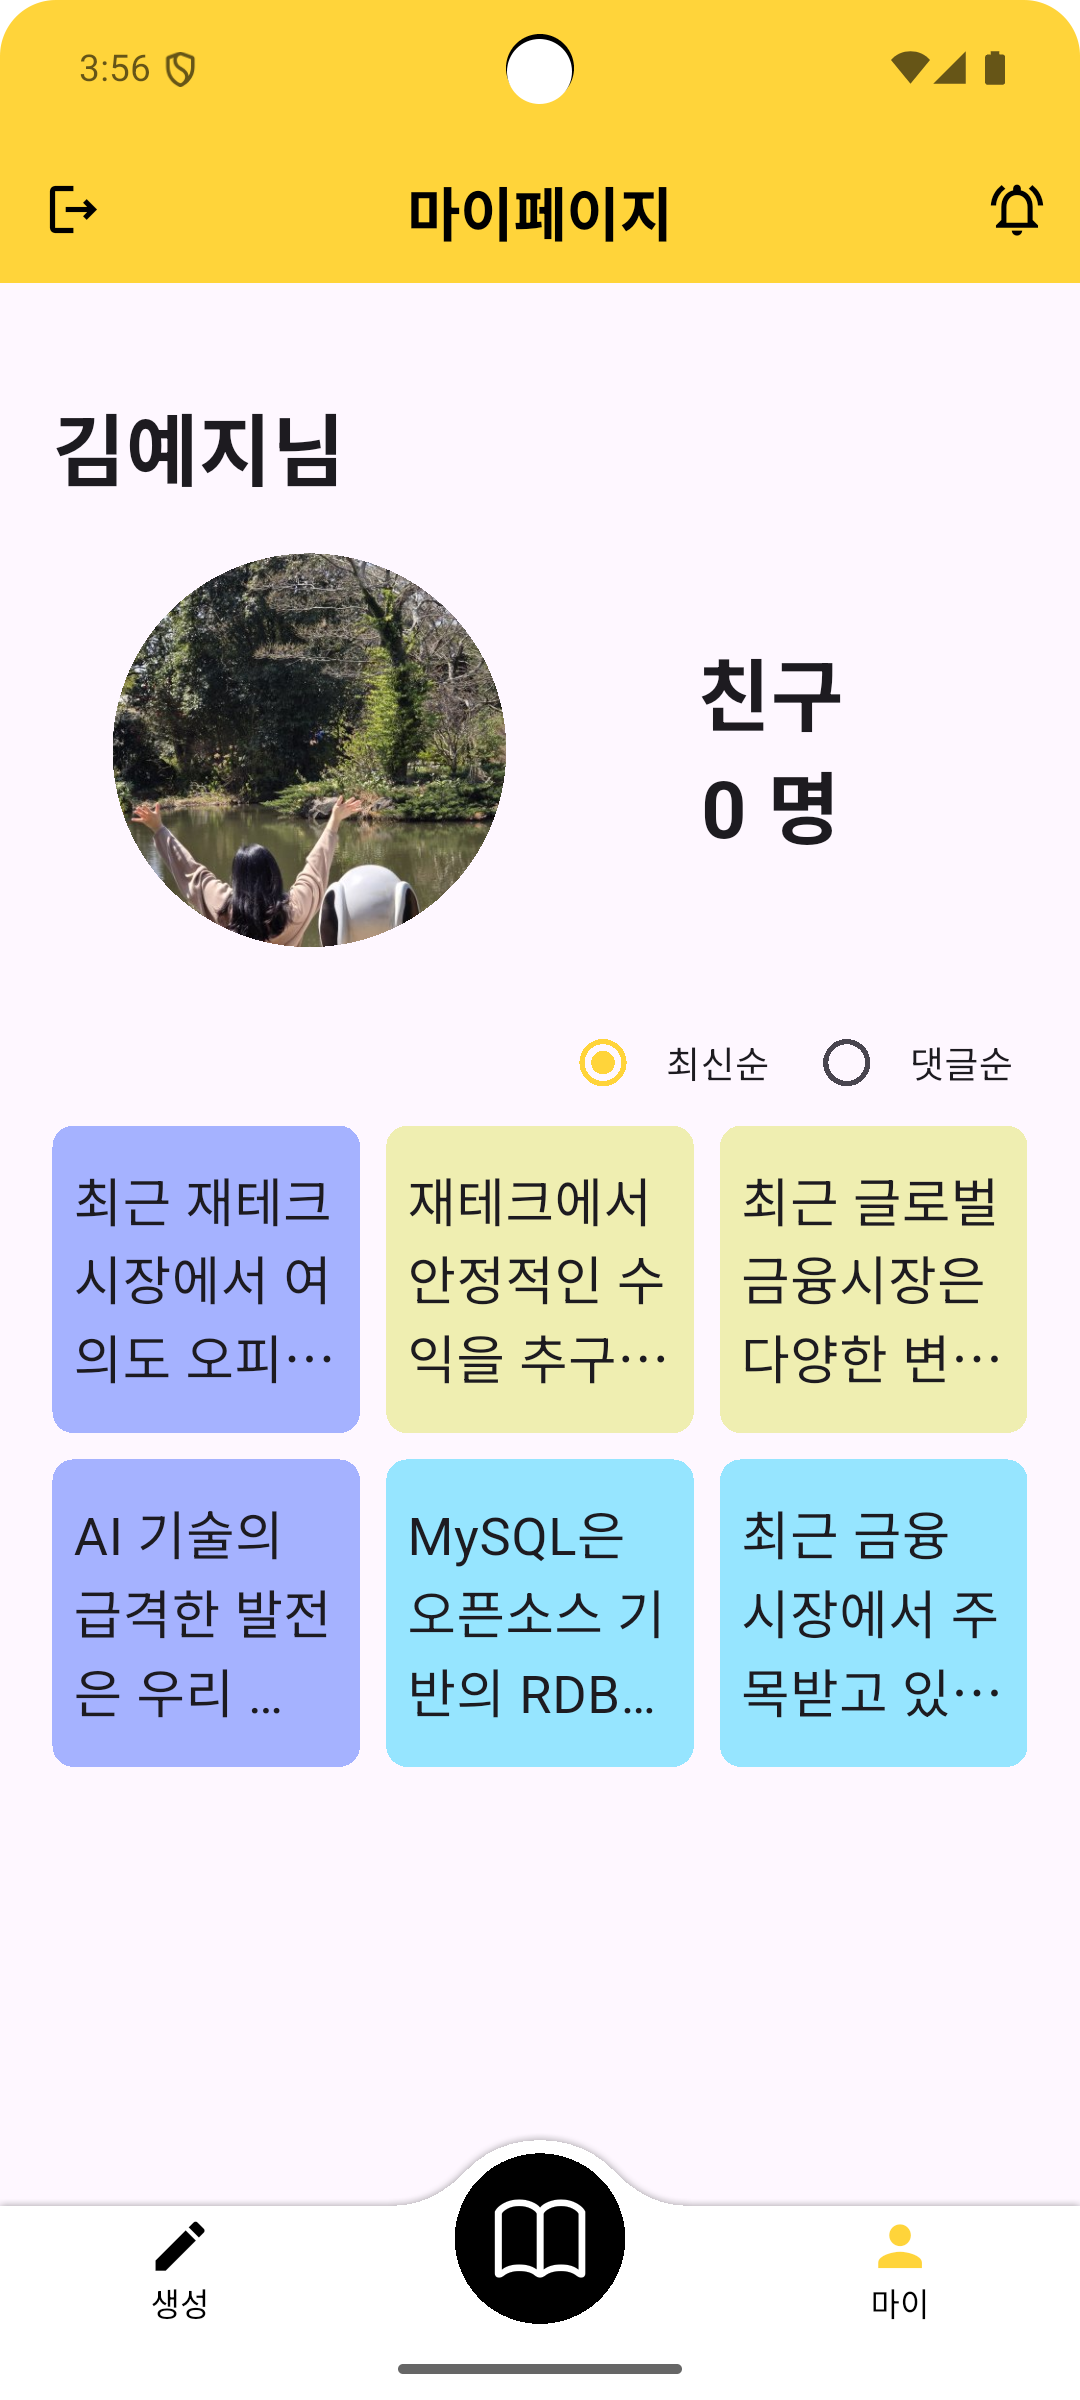 3:56
마이페이지
김예지님
친구
0 명
최신순 댓글순
최근 재테크
시장에서 여
의도 오피…
재테크에서
안정적인 수
익을 추구…
최근 글로벌
금융시장은
다양한 변…
AI 기술의
급격한 발전
은 우리 …
MySQL은
오픈소스 기
반의 RDB…
최근 금융
시장에서 주
목받고 있…
생성
마이